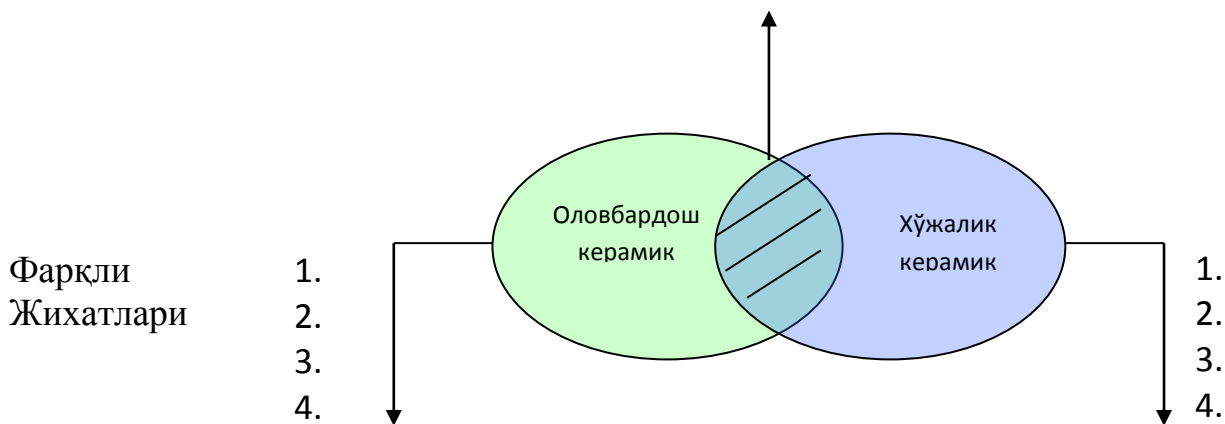 Оловбардош
керамик
Хўжалик
керамик
Фарқли
Жихатлари
1.
2.
3.
4.
1.
2.
3.
4.